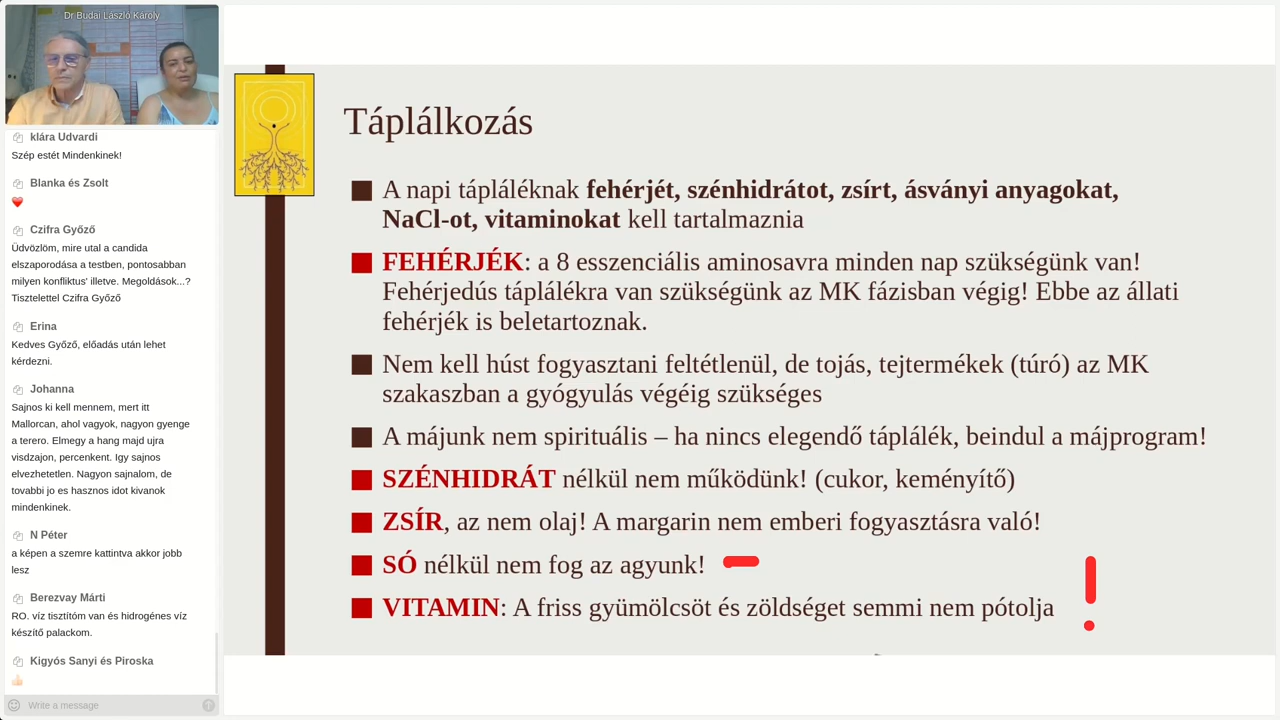 Dr Budai László Károly
klára Udvardi
Szép estét Mindenkinek!
Blanka és Zsolt
Czifra Győző
Üdvözlöm, mire utal a candida
elszaporodása a testben, pontosabban
milyen konfliktus' illetve. Megoldások...?
Tisztelettel Czifra Győző
Erina
Kedves Győző, előadás után lehet
kérdezni.
Johanna
Sajnos ki kell mennem, mert itt
Mallorcan, ahol vagyok, nagyon gyenge
a terero. Elmegy a hang majd ujra
visdzajon, percenkent. Igy sajnos
elvezhetetlen. Nagyon sajnalom, de
tovabbi jo es hasznos idot kivanok
mindenkinek.
N Péter
a képen a szemre kattintva akkor jobb
lesz
Berezvay Márti
RO. víz tisztítóm van és hidrogénes víz
készítő palackom.
Kigyós Sanyi és Piroska
Write a message
Táplálkozás
A napi tápláléknak fehérjét, szénhidrátot, zsírt, ásványi anyagokat,
NaCl-ot, vitaminokat kell tartalmaznia
FEHÉRJÉK: a 8 esszenciális aminosavra minden nap szükségünk van!
Fehérjedús táplálékra van szükségünk az MK fázisban végig! Ebbe az állati
fehérjék is beletartoznak.
Nem kell húst fogyasztani feltétlenül, de tojás, tejtermékek (túró) az MK
szakaszban a gyógyulás végéig szükséges
A májunk nem spirituális – ha nincs elegendő táplálék, beindul a májprogram!
SZÉNHIDRÁT nélkül nem működünk! (cukor, keményítő)
ZSÍR, az nem olaj! A margarin nem emberi fogyasztásra való!
SÓ nélkül nem fog az agyunk!
VITAMIN: A friss gyümölcsöt és zöldséget semmi nem pótolja